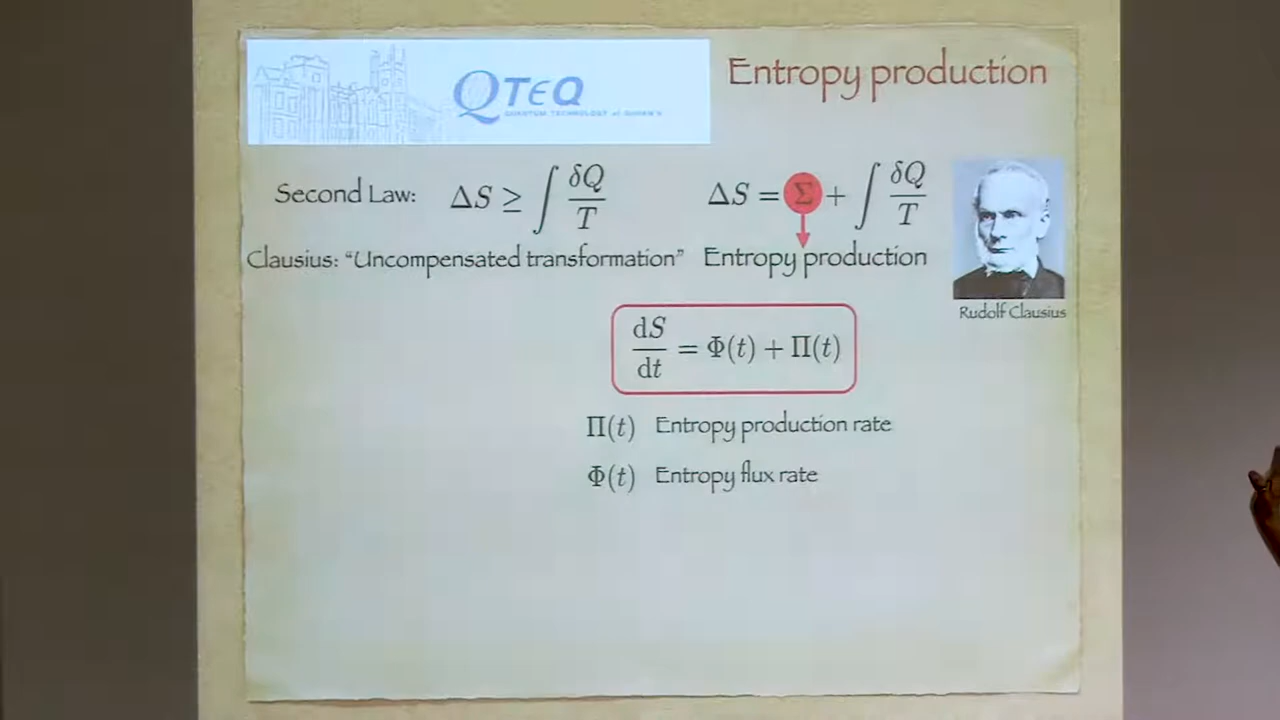 QTEQ
QUANTUM TECHNOLOGY at QUEEN'S
Entropy production
Second Law: ΔS ≥ ∫ δQ/T
ΔS = Σ + ∫ δQ/T
Clausius: “Uncompensated transformation”
Entropy production
Rudolf Clausius
dS/dt = Φ(t) + Π(t)
Π(t) Entropy production rate
Φ(t) Entropy flux rate